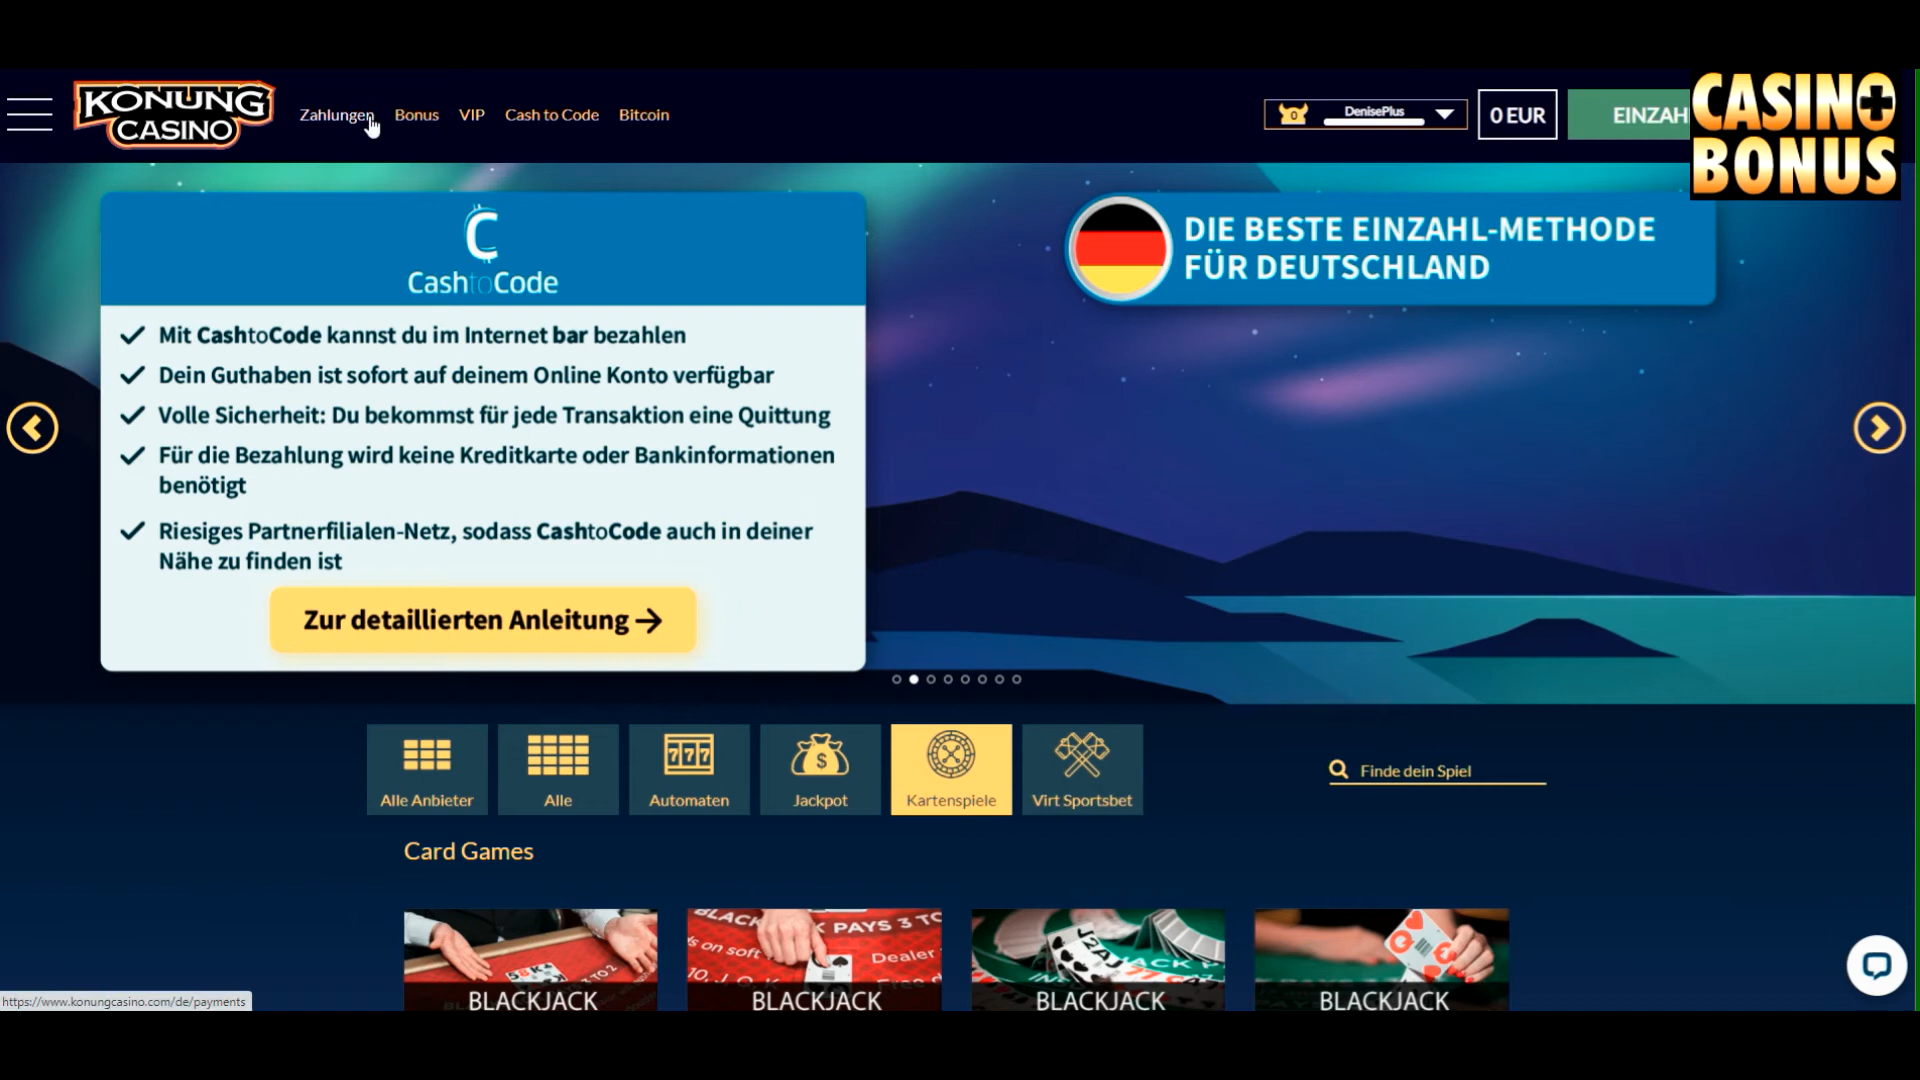 KONUNG
CASINO
Zahlungen Bonus VIP Cash to Code Bitcoin
0 DenisePlus 0 EUR EINZAH
CASINO
BONUS
CashtoCode
Mit CashtoCode kannst du im Internet bar bezahlen
Dein Guthaben ist sofort auf deinem Online Konto verfügbar
Volle Sicherheit: Du bekommst für jede Transaktion eine Quittung
Für die Bezahlung wird keine Kreditkarte oder Bankinformationen
benötigt
Riesiges Partnerfilialen-Netz, sodass CashtoCode auch in deiner
Nähe zu finden ist
Zur detaillierten Anleitung
DIE BESTE EINZAHL-METHODE
FÜR DEUTSCHLAND
777
$
Alle Anbieter Alle Automaten Jackpot Kartenspiele Virt Sportsbet
Finde dein Spiel
Card Games
BLACKJACK BLACKJACK BLACKJACK BLACKJACK
https://www.konungcasino.com/de/payments